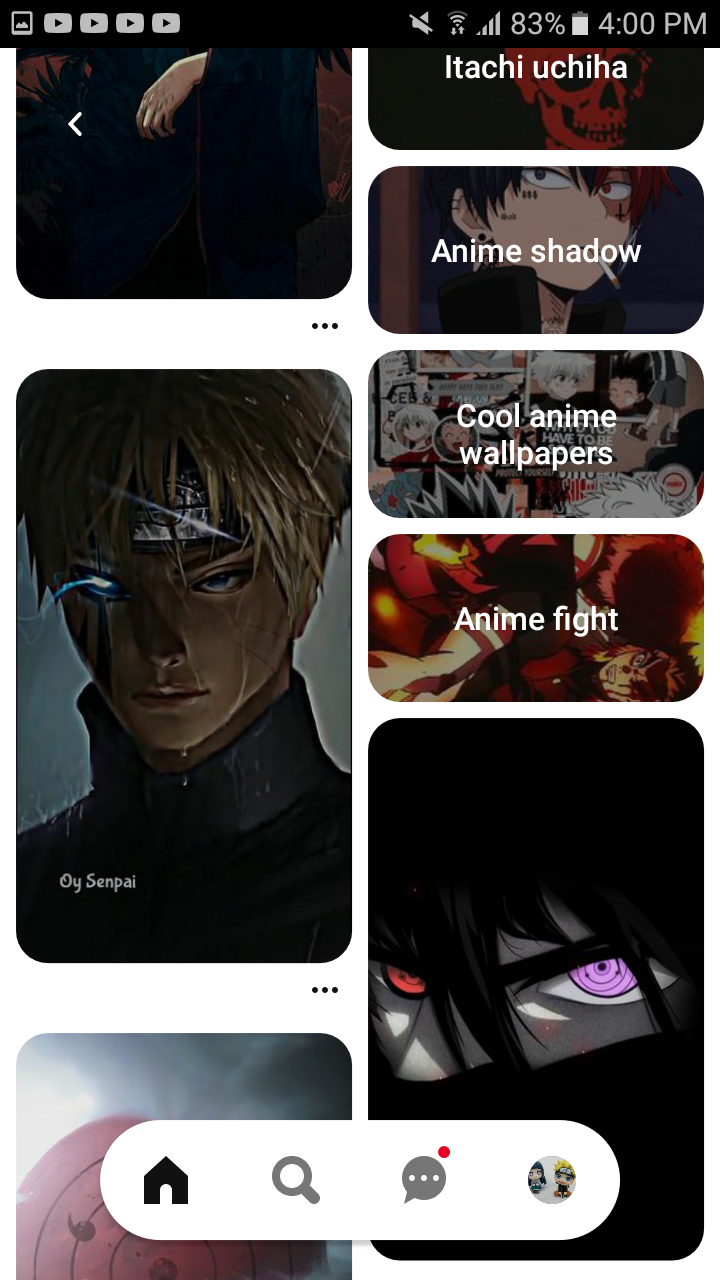 83% 4:00 PM
Itachi uchiha
Anime shadow
Cool anime
wallpapers
Anime fight
Oy Senpai